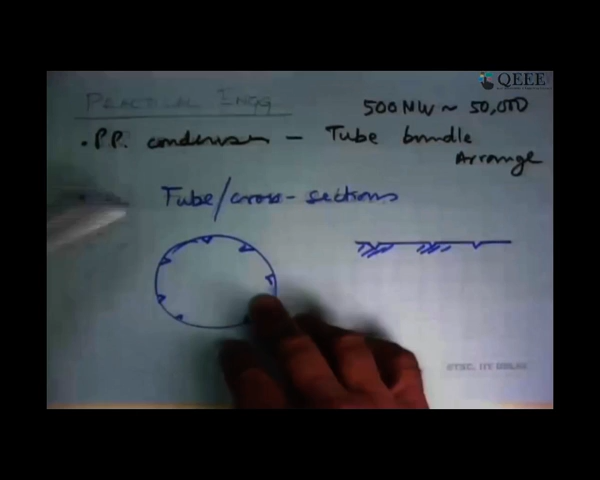 QEEE
PRACTICAL ENGG
500 MW ~ 50,000
• P.P. condenser - Tube bundle
Arrange
Tube/cross-sections